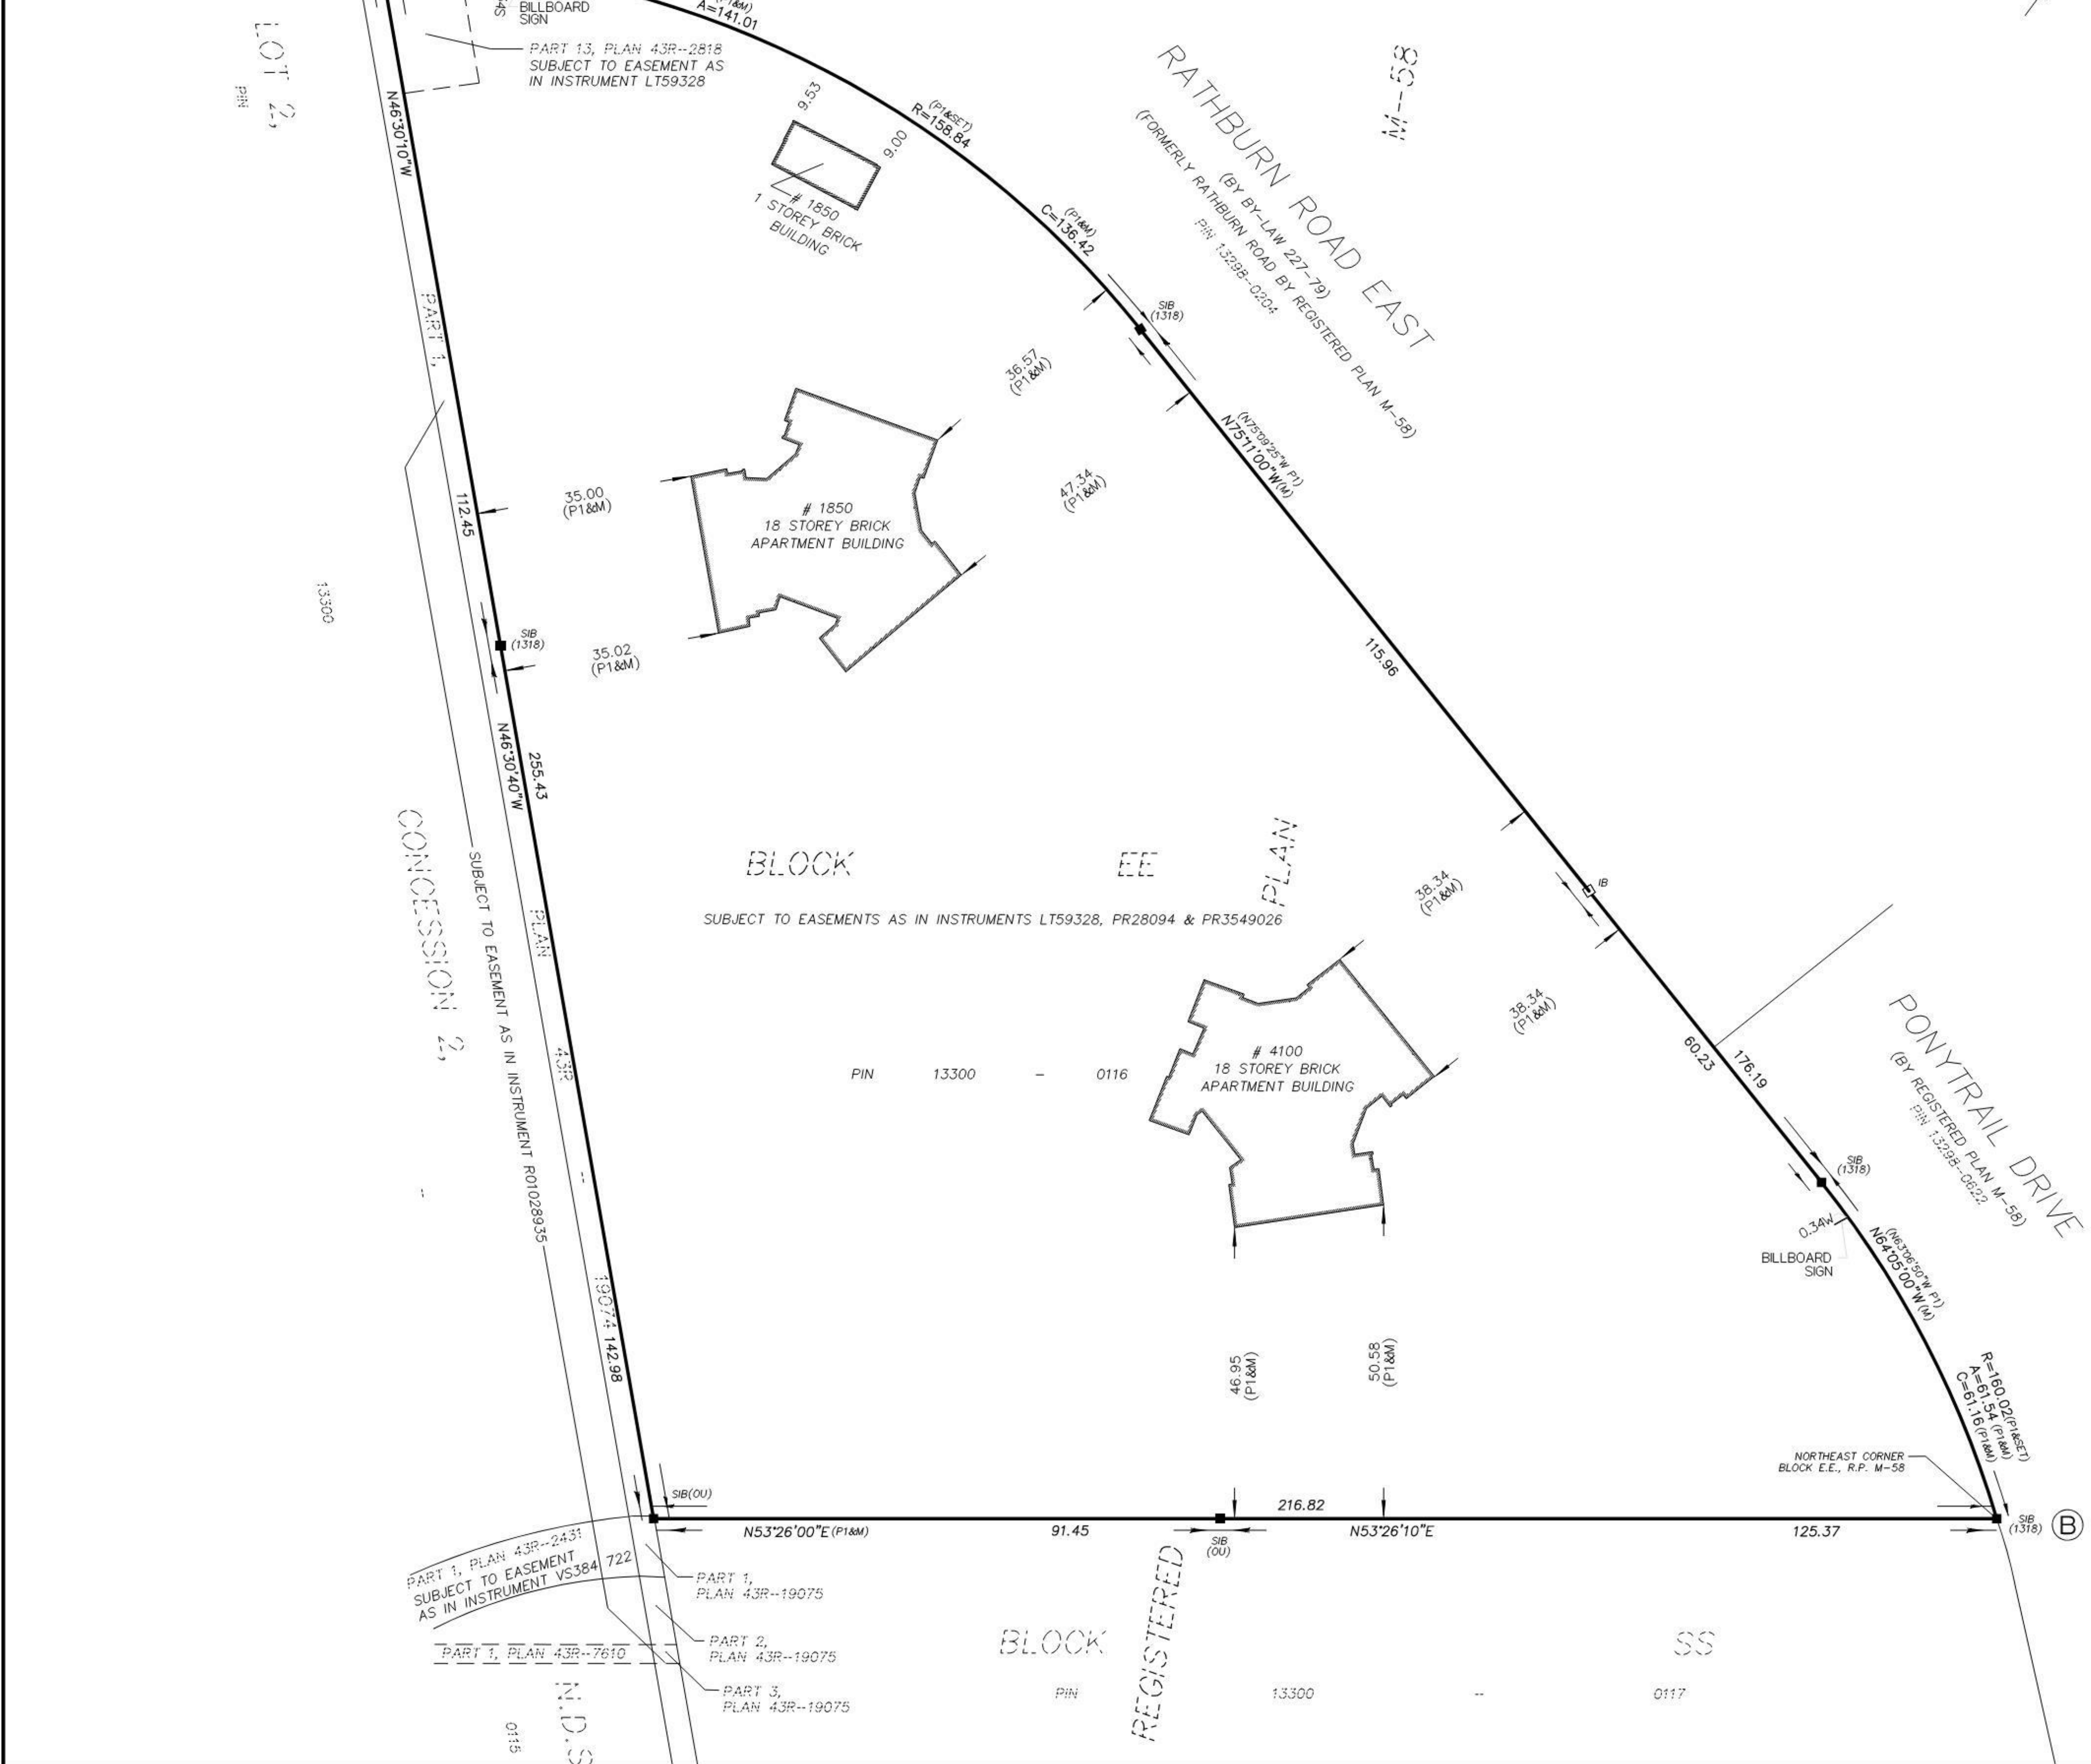 BILLBOARD
SIGN
PART 13, PLAN 43R--2818
SUBJECT TO EASEMENT AS
IN INSTRUMENT LT59328
LOT 2,
PIN
N46°30'10"W
A=141.01
(P1&SET)
R=158.84
(P1&M)
C=136.42
9.53
9.00
# 1850
1 STOREY BRICK
BUILDING
M--58
RATHBURN ROAD EAST
(BY BY-LAW 227-79)
(FORMERLY RATHBURN ROAD BY REGISTERED PLAN M-58)
PIN 13298--0204
SIB
(1318)
PART 1,
36.57
(P1&M)
47.34
(P1&M)
(N75°09'25"W P1)
N75°11'00"W(M)
112.45
35.00
(P1&M)
# 1850
18 STOREY BRICK
APARTMENT BUILDING
13300
SIB
(1318)
35.02
(P1&M)
115.96
N46°30'40"W
255.43
CONCESSION 2,
SUBJECT TO EASEMENT AS IN INSTRUMENT R01028935
BLOCK EE
PLAN
SUBJECT TO EASEMENTS AS IN INSTRUMENTS LT59328, PR28094 & PR3549026
38.34
(P1&M)
IB
38.34
(P1&M)
PLAN
43R
--
19074
142.98
PIN 13300 - 0116
# 4100
18 STOREY BRICK
APARTMENT BUILDING
60.23
176.19
PONYTRAIL DRIVE
(BY REGISTERED PLAN M-58)
PIN 13298--0622
SIB
(1318)
0.34W
BILLBOARD
SIGN
(N63°06'50"W P1)
N64°05'00"W(M)
46.95
(P1&M)
50.58
(P1&M)
R=160.02(P1&SET)
A=61.54 (P1&M)
C=61.16(P1&M)
NORTHEAST CORNER
BLOCK E.E., R.P. M-58
SIB(OU)
216.82
N53°26'00"E (P1&M)
91.45
SIB
(OU)
N53°26'10"E
125.37
SIB
(1318)
B
PART 1, PLAN 43R--2431
SUBJECT TO EASEMENT
AS IN INSTRUMENT VS384 722
PART 1,
PLAN 43R--19075
PART 2,
PLAN 43R--19075
PART 1, PLAN 43R--7610
PART 3,
PLAN 43R--19075
BLOCK SS
REGISTERED
PIN 13300 -- 0117
N.D.S
0115